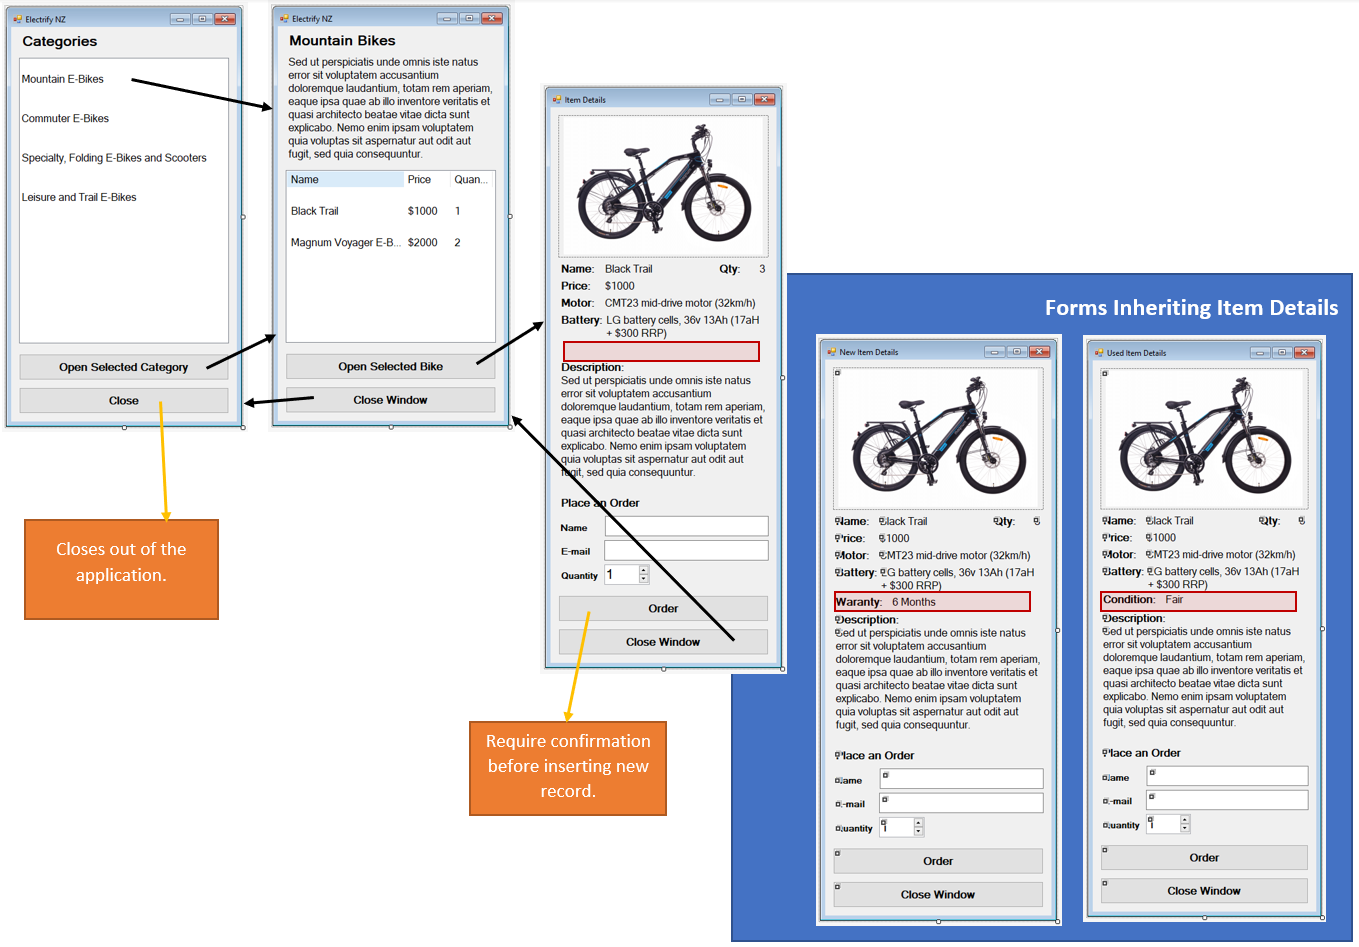 Electrify NZ
Categories
Mountain E-Bikes
Commuter E-Bikes
Specialty, Folding E-Bikes and Scooters
Leisure and Trail E-Bikes
Open Selected Category
Close
Closes out of the
application.
Electrify NZ
Mountain Bikes
Sed ut perspiciatis unde omnis iste natus
error sit voluptatem accusantium
doloremque laudantium, totam rem aperiam,
eaque ipsa quae ab illo inventore veritatis et
quasi architecto beatae vitae dicta sunt
explicabo. Nemo enim ipsam voluptatem
quia voluptas sit aspernatur aut odit aut
fugit, sed quia consequuntur.
Name Price Quan...
Black Trail $1000 1
Magnum Voyager E-B... $2000 2
Open Selected Bike
Close Window
Item Details
Name: Black Trail Qty: 3
Price: $1000
Motor: CMT23 mid-drive motor (32km/h)
Battery: LG battery cells, 36v 13Ah (17aH
+ $300 RRP)
Description:
Sed ut perspiciatis unde omnis iste natus
error sit voluptatem accusantium
doloremque laudantium, totam rem aperiam,
eaque ipsa quae ab illo inventore veritatis et
quasi architecto beatae vitae dicta sunt
explicabo. Nemo enim ipsam voluptatem
quia voluptas sit aspernatur aut odit aut
fugit, sed quia consequuntur.
Place an Order
Name
E-mail
Quantity 1
Order
Close Window
Require confirmation
before inserting new
record.
Forms Inheriting Item Details
New Item Details
Name: Black Trail Qty:
Price: $1000
Motor: CMT23 mid-drive motor (32km/h)
Battery: LG battery cells, 36v 13Ah (17aH
+ $300 RRP)
Waranty: 6 Months
Description:
Sed ut perspiciatis unde omnis iste natus
error sit voluptatem accusantium
doloremque laudantium, totam rem aperiam,
eaque ipsa quae ab illo inventore veritatis et
quasi architecto beatae vitae dicta sunt
explicabo. Nemo enim ipsam voluptatem
quia voluptas sit aspernatur aut odit aut
fugit, sed quia consequuntur.
Place an Order
Name
E-mail
Quantity 1
Order
Close Window
Used Item Details
Name: Black Trail Qty:
Price: $1000
Motor: CMT23 mid-drive motor (32km/h)
Battery: LG battery cells, 36v 13Ah (17aH
+ $300 RRP)
Condition: Fair
Description:
Sed ut perspiciatis unde omnis iste natus
error sit voluptatem accusantium
doloremque laudantium, totam rem aperiam,
eaque ipsa quae ab illo inventore veritatis et
quasi architecto beatae vitae dicta sunt
explicabo. Nemo enim ipsam voluptatem
quia voluptas sit aspernatur aut odit aut
fugit, sed quia consequuntur.
Place an Order
Name
E-mail
Quantity 1
Order
Close Window